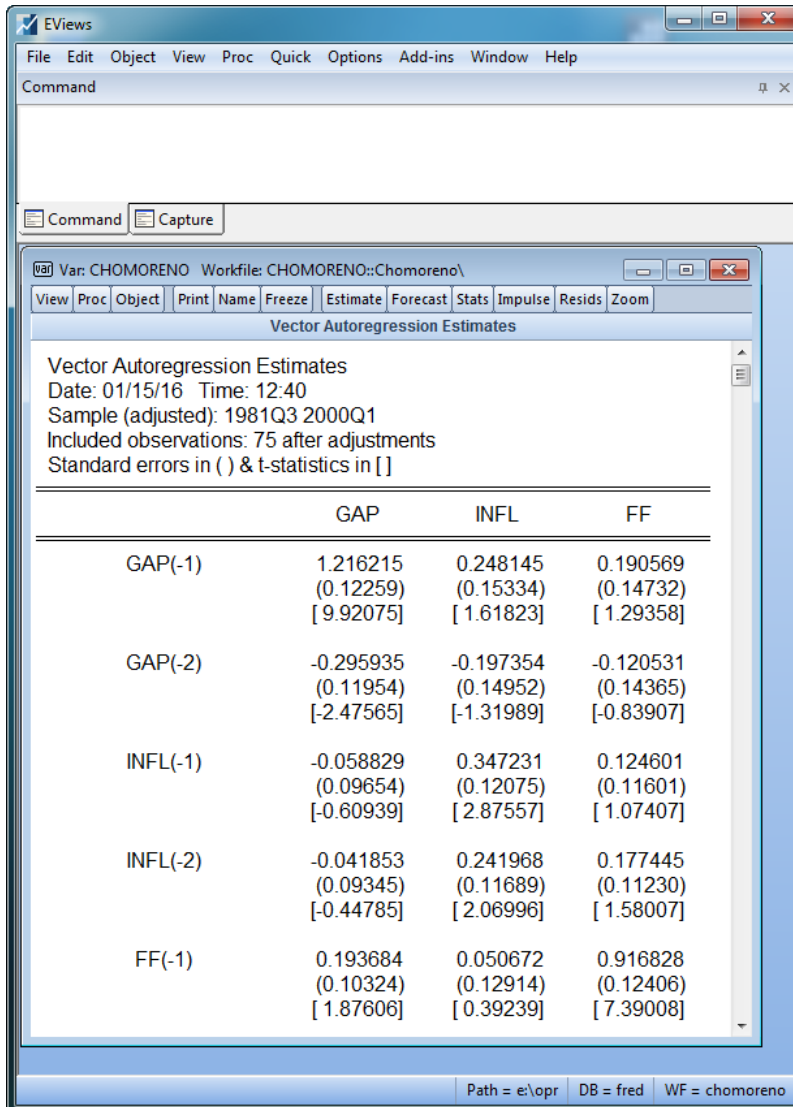 EViews
File Edit Object View Proc Quick Options Add-ins Window Help
Command
Command Capture
var Var: CHOMORENO Workfile: CHOMORENO::Chomoreno\
View Proc Object Print Name Freeze Estimate Forecast Stats Impulse Resids Zoom
Vector Autoregression Estimates
Vector Autoregression Estimates
Date: 01/15/16 Time: 12:40
Sample (adjusted): 1981Q3 2000Q1
Included observations: 75 after adjustments
Standard errors in ( ) & t-statistics in [ ]
GAP INFL FF
GAP(-1) 1.216215 0.248145 0.190569
(0.12259) (0.15334) (0.14732)
[ 9.92075] [ 1.61823] [ 1.29358]
GAP(-2) -0.295935 -0.197354 -0.120531
(0.11954) (0.14952) (0.14365)
[-2.47565] [-1.31989] [-0.83907]
INFL(-1) -0.058829 0.347231 0.124601
(0.09654) (0.12075) (0.11601)
[-0.60939] [ 2.87557] [ 1.07407]
INFL(-2) -0.041853 0.241968 0.177445
(0.09345) (0.11689) (0.11230)
[-0.44785] [ 2.06996] [ 1.58007]
FF(-1) 0.193684 0.050672 0.916828
(0.10324) (0.12914) (0.12406)
[ 1.87606] [ 0.39239] [ 7.39008]
Path = e:\opr DB = fred WF = chomoreno